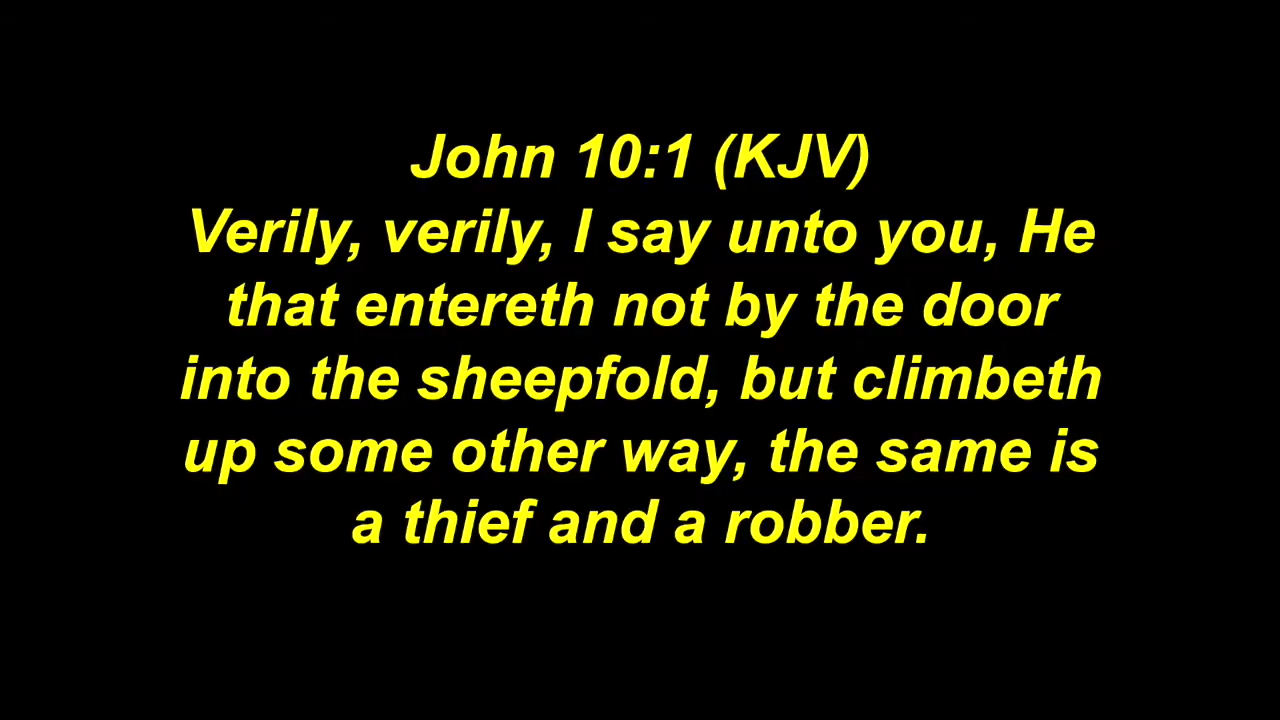 John 10:1 (KJV)
Verily, verily, I say unto you, He
that entereth not by the door
into the sheepfold, but climbeth
up some other way, the same is
a thief and a robber.